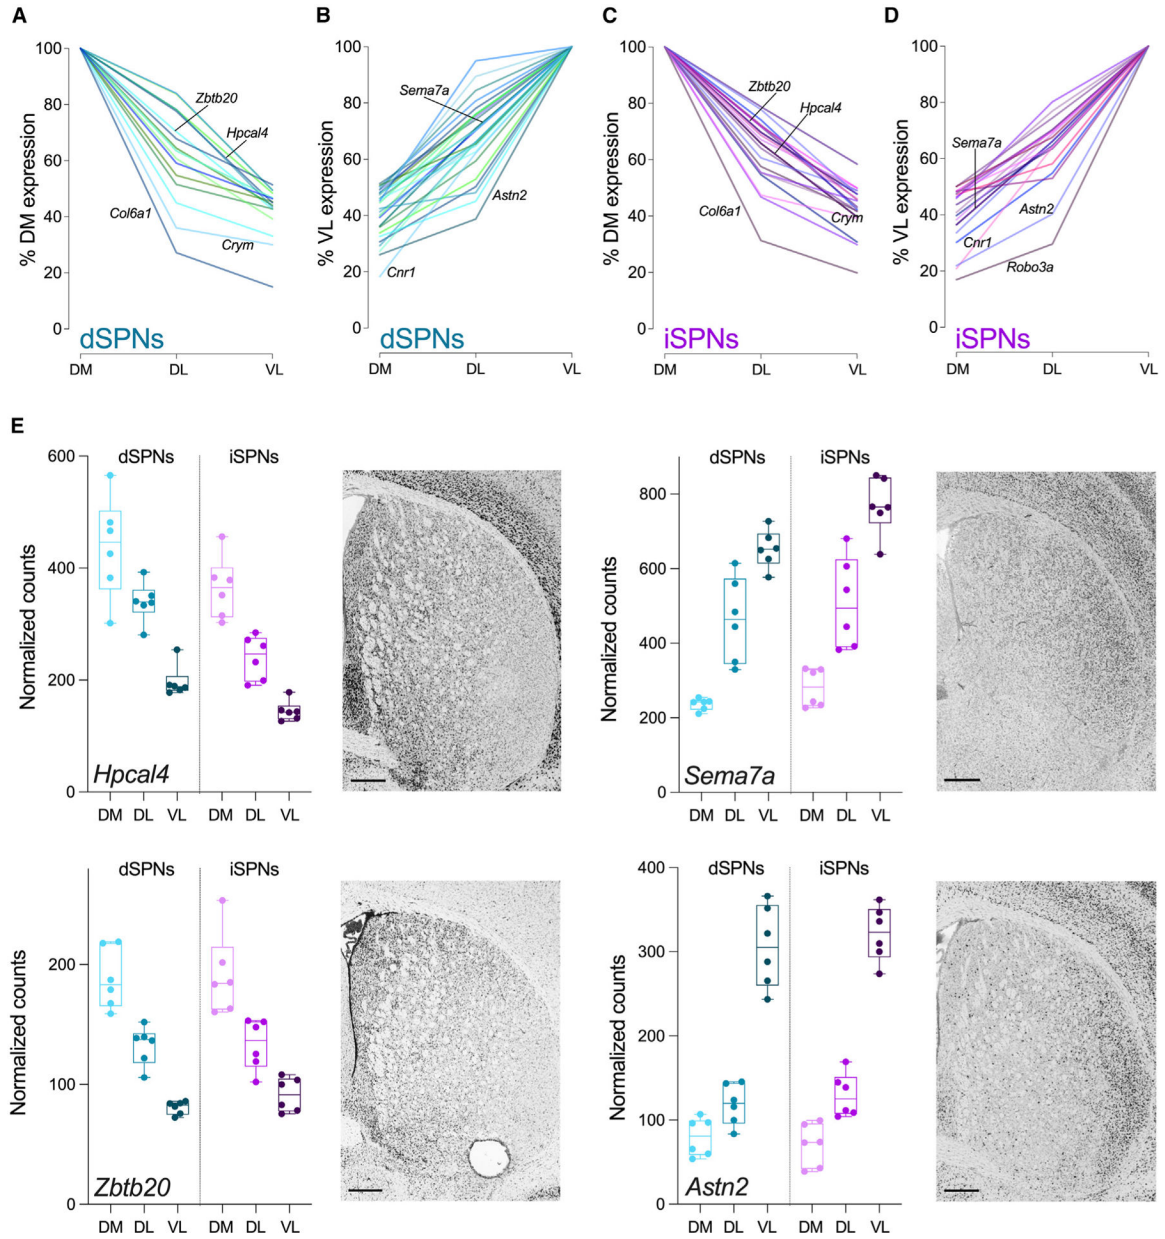 A
B
C
D
100
80
60
40
20
0
% DM expression
Zbtb20
Hpcal4
Col6a1
Crym
dSPNs
DM DL VL
100
80
60
40
20
0
% VL expression
Sema7a
Astn2
Cnr1
dSPNs
DM DL VL
100
80
60
40
20
0
% DM expression
Zbtb20
Hpcal4
Col6a1
Crym
iSPNs
DM DL VL
100
80
60
40
20
0
% VL expression
Sema7a
Astn2
Cnr1
Robo3a
iSPNs
DM DL VL
E
600
400
200
0
Normalized counts
dSPNs iSPNs
Hpcal4
DM DL VL DM DL VL
800
600
400
200
0
Normalized counts
dSPNs iSPNs
Sema7a
DM DL VL DM DL VL
200
100
0
Normalized counts
dSPNs iSPNs
Zbtb20
DM DL VL DM DL VL
400
300
200
100
0
Normalized counts
dSPNs iSPNs
Astn2
DM DL VL DM DL VL